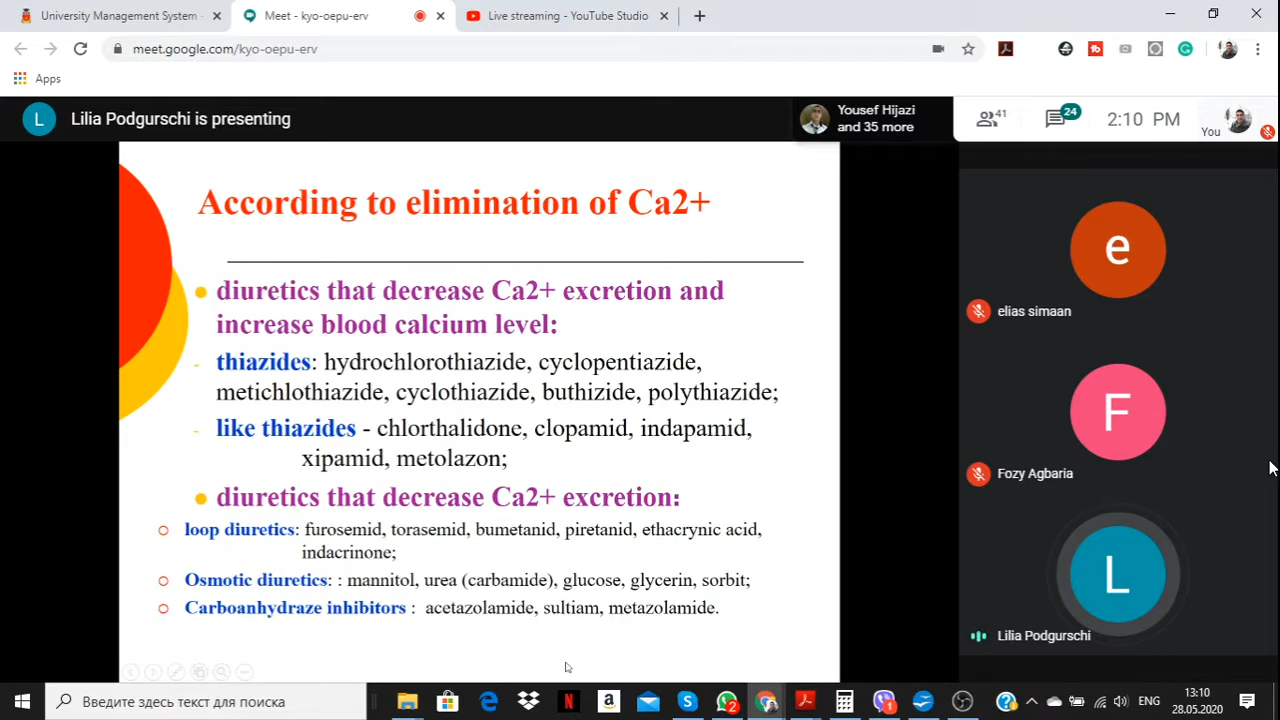 University Management System -
Meet - kyo-oepu-erv
Live streaming - YouTube Studio
meet.google.com/kyo-oepu-erv
Apps
L
Lilia Podgurschi is presenting
Yousef Hijazi
and 35 more
41
24
2:10 PM
You
According to elimination of Ca2+
diuretics that decrease Ca2+ excretion and
increase blood calcium level:
- thiazides: hydrochlorothiazide, cyclopentiazide,
metichlothiazide, cyclothiazide, buthizide, polythiazide;
- like thiazides - chlorthalidone, clopamid, indapamid,
xipamid, metolazon;
diuretics that decrease Ca2+ excretion:
loop diuretics: furosemid, torasemid, bumetanid, piretanid, ethacrynic acid,
indacrinone;
Osmotic diuretics: : mannitol, urea (carbamide), glucose, glycerin, sorbit;
Carboanhydraze inhibitors : acetazolamide, sultiam, metazolamide.
e
elias simaan
F
Fozy Agbaria
L
Lilia Podgurschi
Введите здесь текст для поиска
N
a
S
2
1
ENG
13:10
28.05.2020